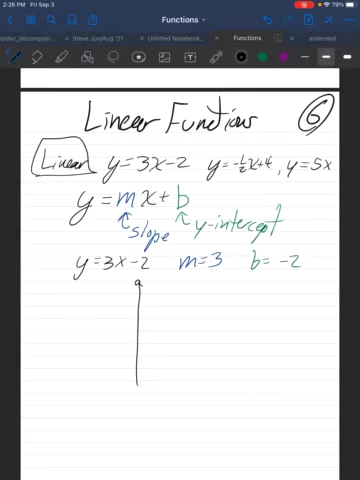 2:26 PM Fri Sep 3
79%
Functions
Steve Jun/Aug '21
Untitled Notebook...
Functions
extended
Linear Functions 6
Linear y=3x-2 y=-½x+4, y=5x
y=mx+b
slope y-intercept
y=3x-2 m=3 b=-2